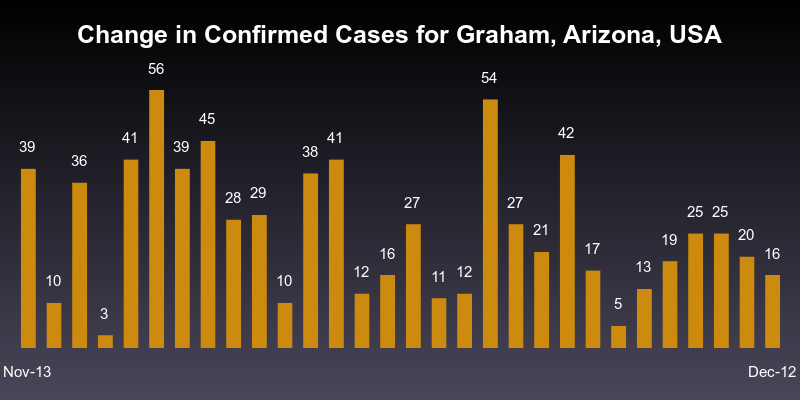 Change in Confirmed Cases for Graham, Arizona, USA
39 10 36 3 41 56 39 45 28 29 10 38 41 12 16 27 11 12 54 27 21 42 17 5 13 19 25 25 20 16
Nov-13 Dec-12